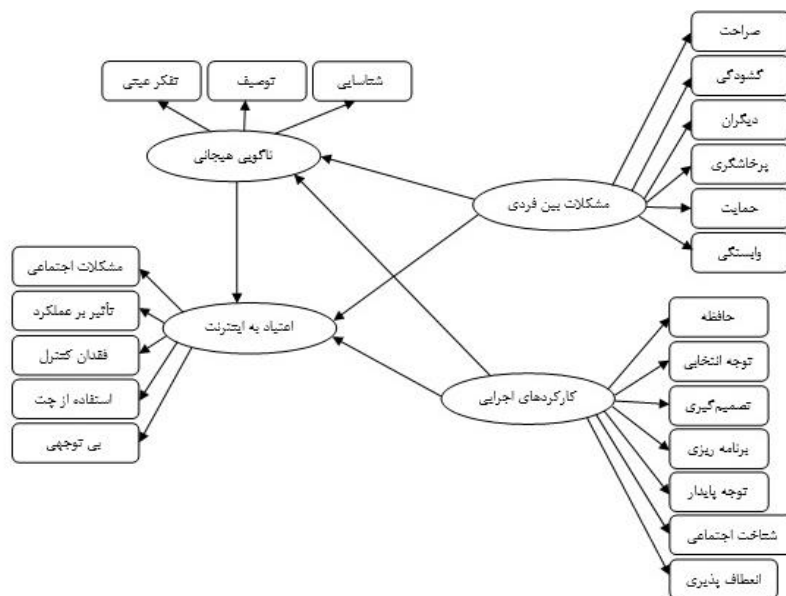 صراحت
گشودگی
دیگران
پرخاشگری
حمایت
وابستگی
مشکلات بین فردی
شناسایی
توصیف
تفکر عینی
ناگویی هیجانی
مشکلات اجتماعی
تأثیر بر عملکرد
فقدان کنترل
استفاده از چت
بی توجهی
اعتیاد به اینترنت
حافظه
توجه انتخابی
تصمیم‌گیری
برنامه ریزی
توجه پایدار
شناخت اجتماعی
انعطاف پذیری
کارکردهای اجرایی